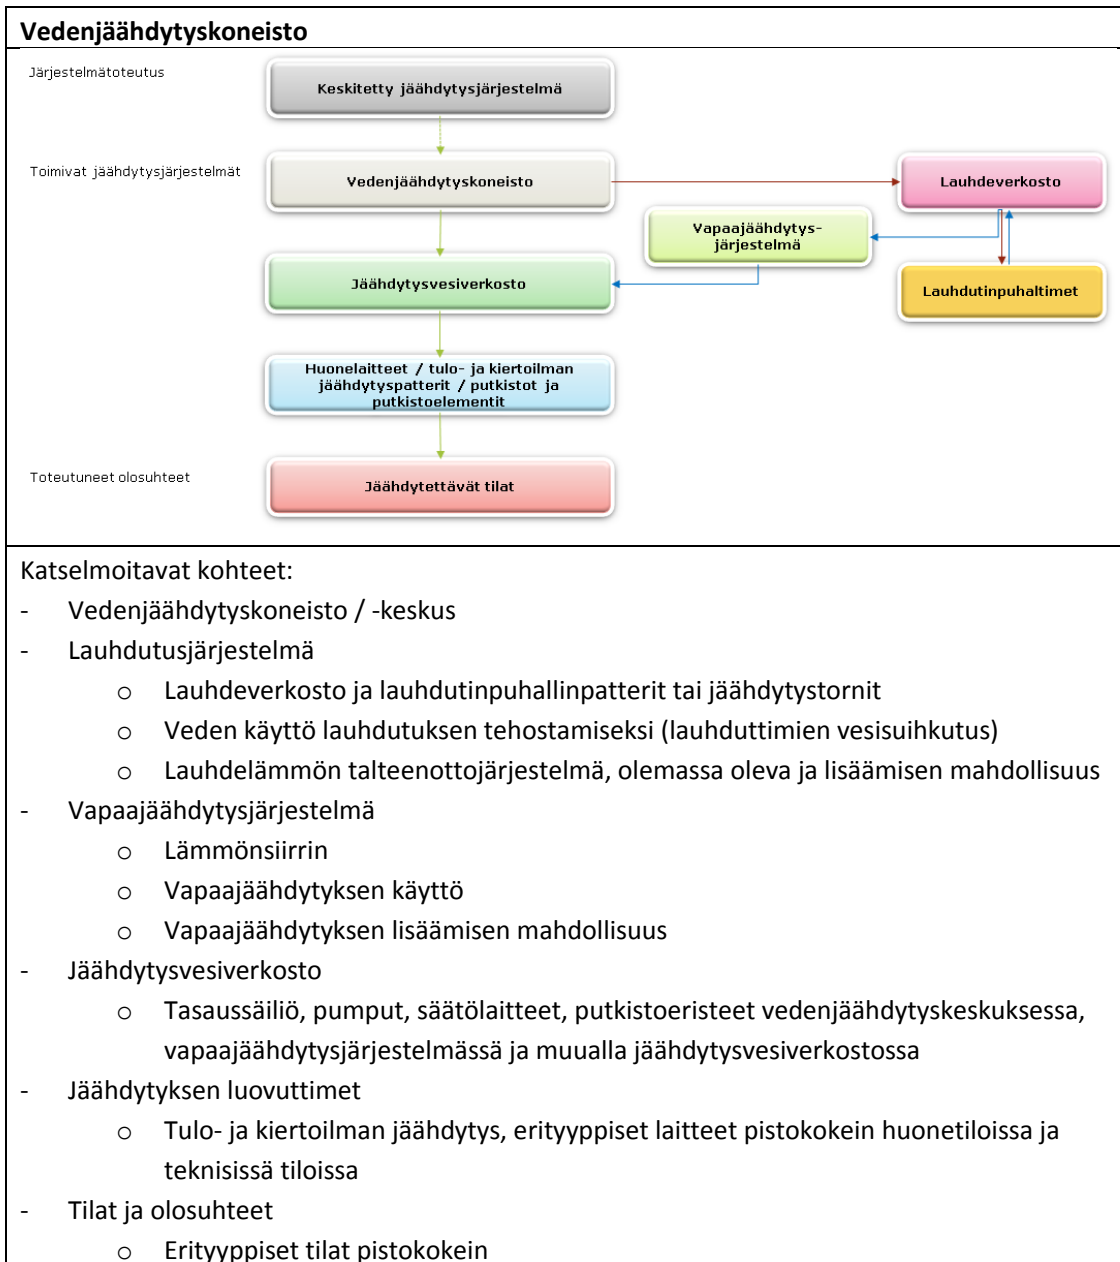 Vedenjäähdytyskoneisto
Järjestelmätoteutus
Keskitetty jäähdytysjärjestelmä
Toimivat jäähdytysjärjestelmät
Vedenjäähdytyskoneisto
Lauhdeverkosto
Vapaajäähdytys-
järjestelmä
Jäähdytysvesiverkosto
Lauhdutinpuhaltimet
Huonelaitteet / tulo- ja kiertoilman
jäähdytyspatterit / putkistot ja
putkistoelementit
Toteutuneet olosuhteet
Jäähdytettävät tilat
Katselmoitavat kohteet:
- Vedenjäähdytyskoneisto / -keskus
- Lauhdutusjärjestelmä
o Lauhdeverkosto ja lauhdutinpuhallinpatterit tai jäähdytystornit
o Veden käyttö lauhdutuksen tehostamiseksi (lauhduttimien vesisuihkutus)
o Lauhdelämmön talteenottojärjestelmä, olemassa oleva ja lisäämisen mahdollisuus
- Vapaajäähdytysjärjestelmä
o Lämmönsiirrin
o Vapaajäähdytyksen käyttö
o Vapaajäähdytyksen lisäämisen mahdollisuus
- Jäähdytysvesiverkosto
o Tasaussäiliö, pumput, säätölaitteet, putkistoeristeet vedenjäähdytyskeskuksessa,
vapaajäähdytysjärjestelmässä ja muualla jäähdytysvesiverkostossa
- Jäähdytyksen luovuttimet
o Tulo- ja kiertoilman jäähdytys, erityyppiset laitteet pistokokein huonetiloissa ja
teknisissä tiloissa
- Tilat ja olosuhteet
o Erityyppiset tilat pistokokein